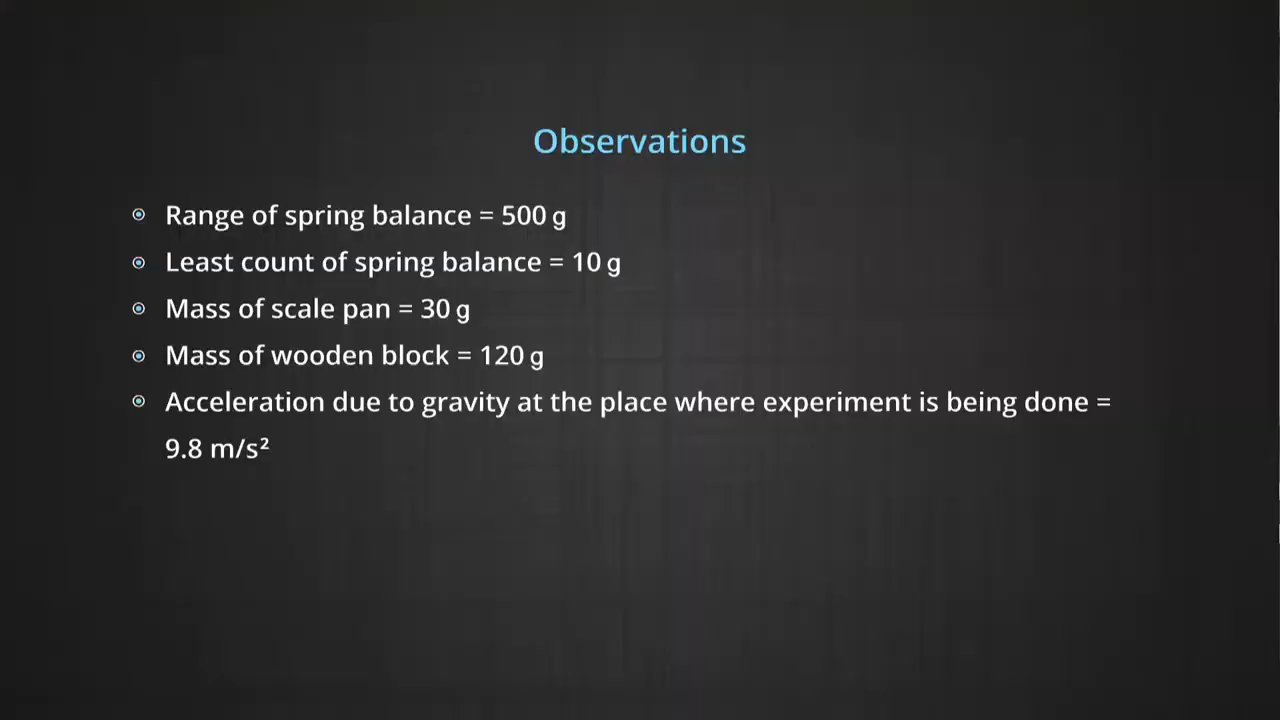 Observations
Range of spring balance = 500 g
Least count of spring balance = 10 g
Mass of scale pan = 30 g
Mass of wooden block = 120 g
Acceleration due to gravity at the place where experiment is being done =
9.8 m/s²